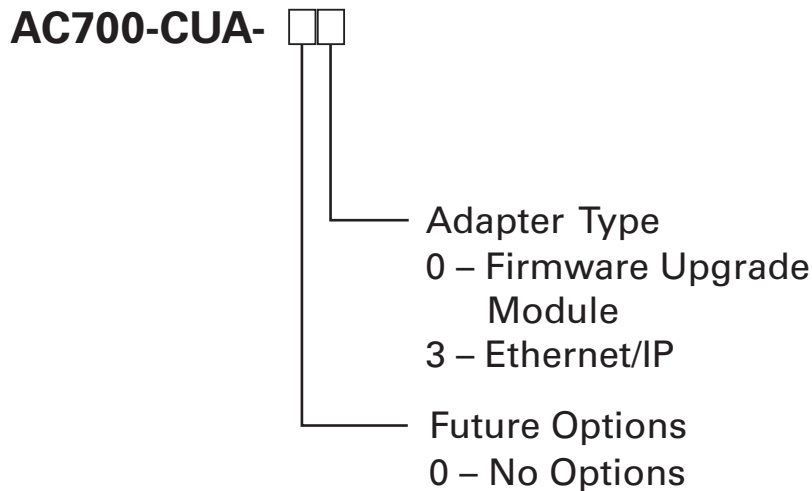 AC700-CUA- □□
Adapter Type
0 – Firmware Upgrade
Module
3 – Ethernet/IP
Future Options
0 – No Options